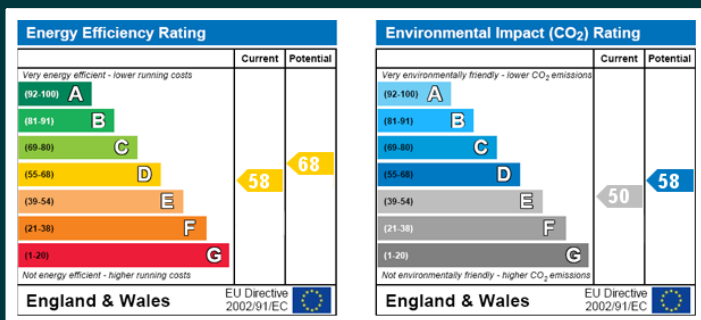 Energy Efficiency Rating
Current Potential
Very energy efficient - lower running costs
(92-100) A
(81-91) B
(69-80) C
(55-68) D
(39-54) E
(21-38) F
(1-20) G
58
68
Not energy efficient - higher running costs
England & Wales
EU Directive
2002/91/EC
Environmental Impact (CO₂) Rating
Current Potential
Very environmentally friendly - lower CO₂ emissions
(92-100) A
(81-91) B
(69-80) C
(55-68) D
(39-54) E
(21-38) F
(1-20) G
50
58
Not environmentally friendly - higher CO₂ emissions
England & Wales
EU Directive
2002/91/EC